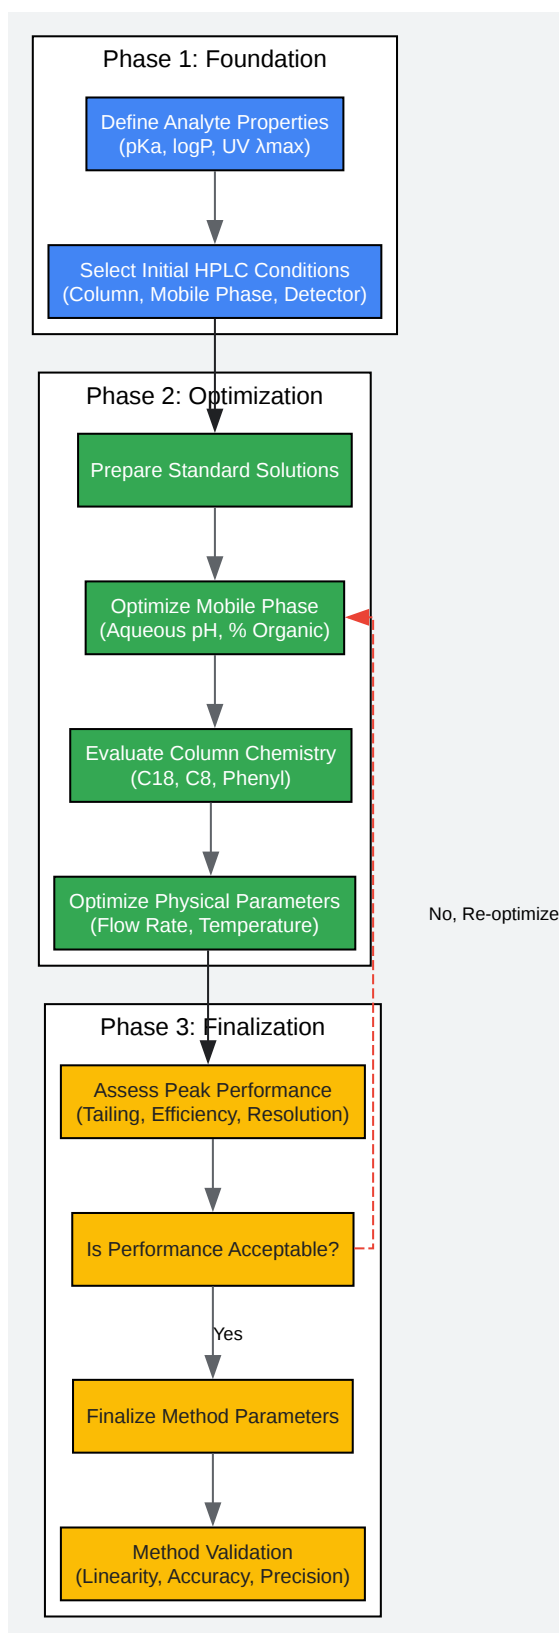 Phase 1: Foundation
Define Analyte Properties
(pKa, logP, UV λmax)
Select Initial HPLC Conditions
(Column, Mobile Phase, Detector)
Phase 2: Optimization
Prepare Standard Solutions
Optimize Mobile Phase
(Aqueous pH, % Organic)
Evaluate Column Chemistry
(C18, C8, Phenyl)
Optimize Physical Parameters
(Flow Rate, Temperature)
No, Re-optimize
Phase 3: Finalization
Assess Peak Performance
(Tailing, Efficiency, Resolution)
Is Performance Acceptable?
Yes
Finalize Method Parameters
Method Validation
(Linearity, Accuracy, Precision)